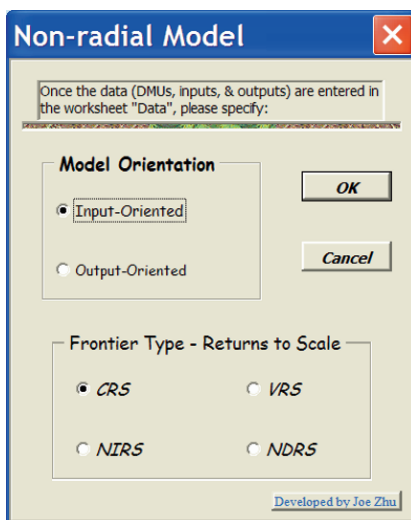 Non-radial Model
Once the data (DMUs, inputs, & outputs) are entered in
the worksheet "Data", please specify:
Model Orientation
Input-Oriented
Output-Oriented
OK
Cancel
Frontier Type - Returns to Scale
CRS
VRS
NIRS
NDRS
Developed by Joe Zhu